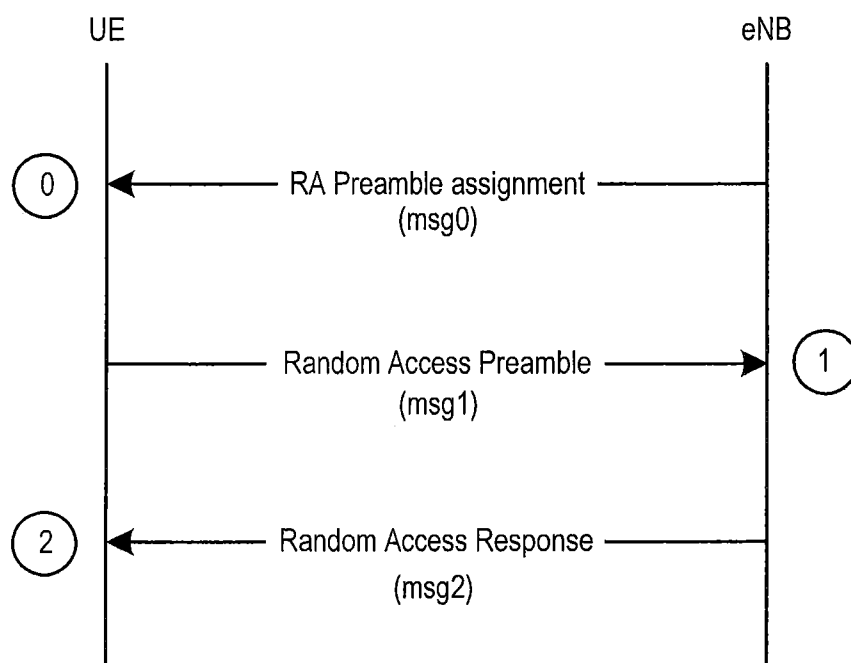 UE
eNB
0
RA Preamble assignment
(msg0)
Random Access Preamble
(msg1)
1
2
Random Access Response
(msg2)